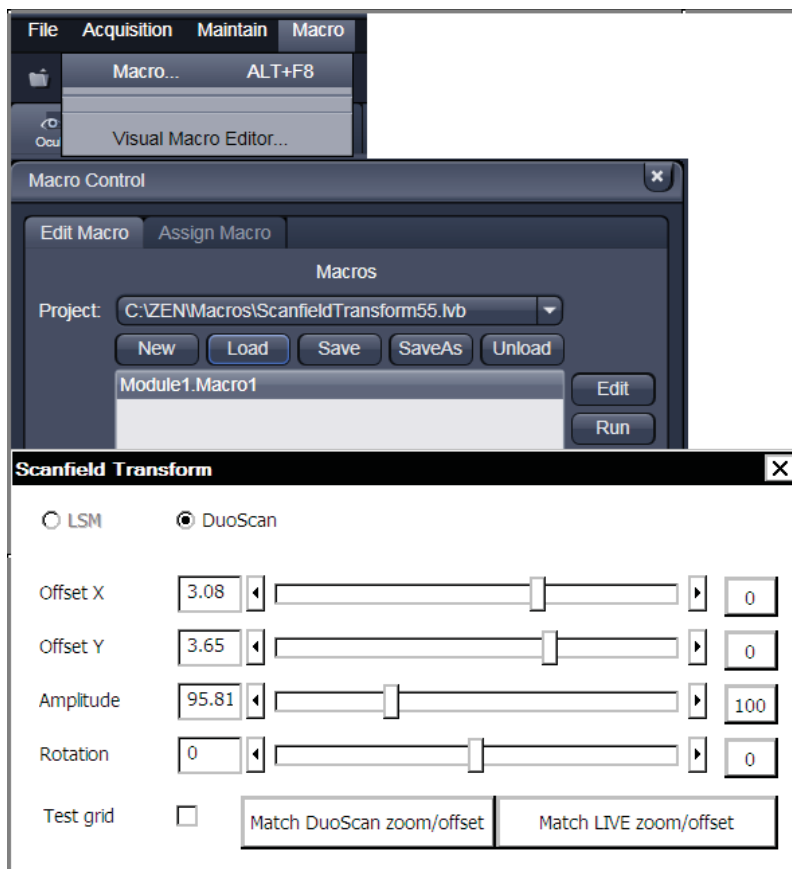 File Acquisition Maintain Macro
Macro... ALT+F8
Ocu
Visual Macro Editor...
Macro Control
Edit Macro Assign Macro
Macros
Project: C:\ZEN\Macros\ScanfieldTransform55.lvb
New Load Save SaveAs Unload
Module1.Macro1
Edit
Run
Scanfield Transform
LSM DuoScan
Offset X 3.08 0
Offset Y 3.65 0
Amplitude 95.81 100
Rotation 0 0
Test grid Match DuoScan zoom/offset Match LIVE zoom/offset